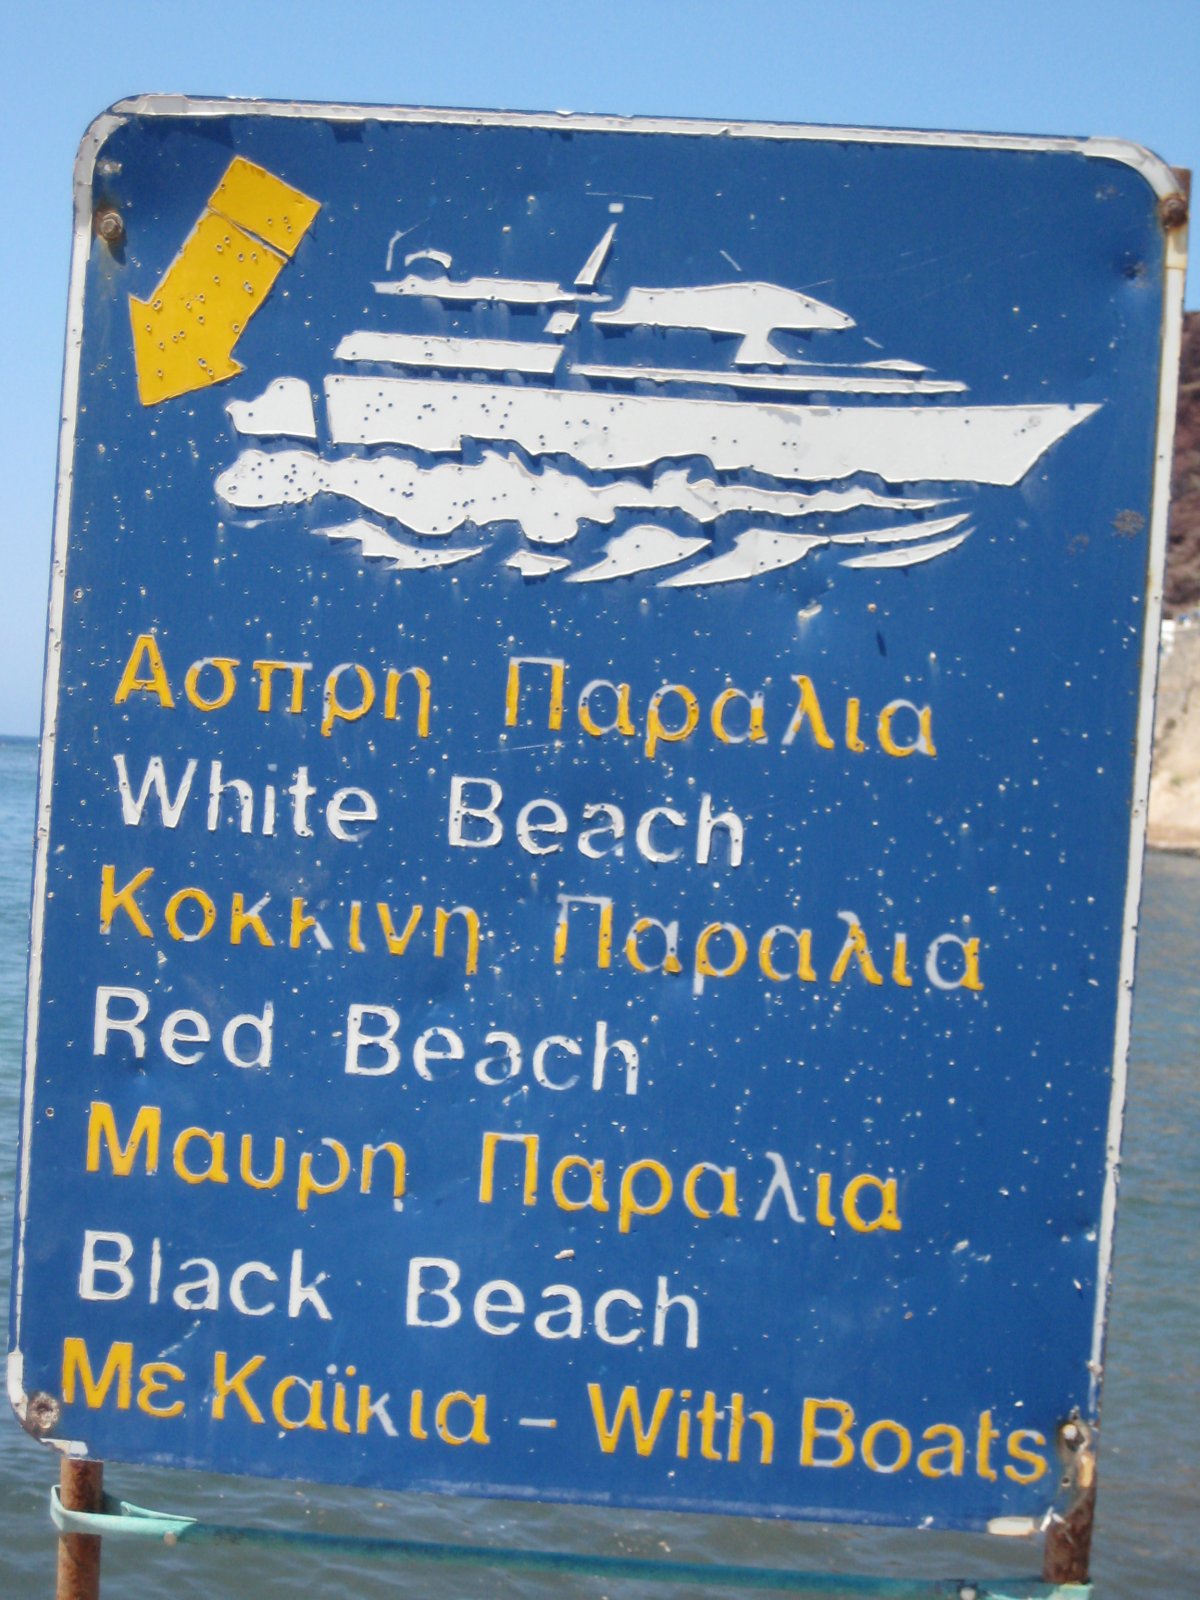 Ασπρη Παραλια
White Beach
Κοκκινη Παραλια
Red Beach
Μαυρη Παραλια
Black Beach
Με Καϊκια – With Boats